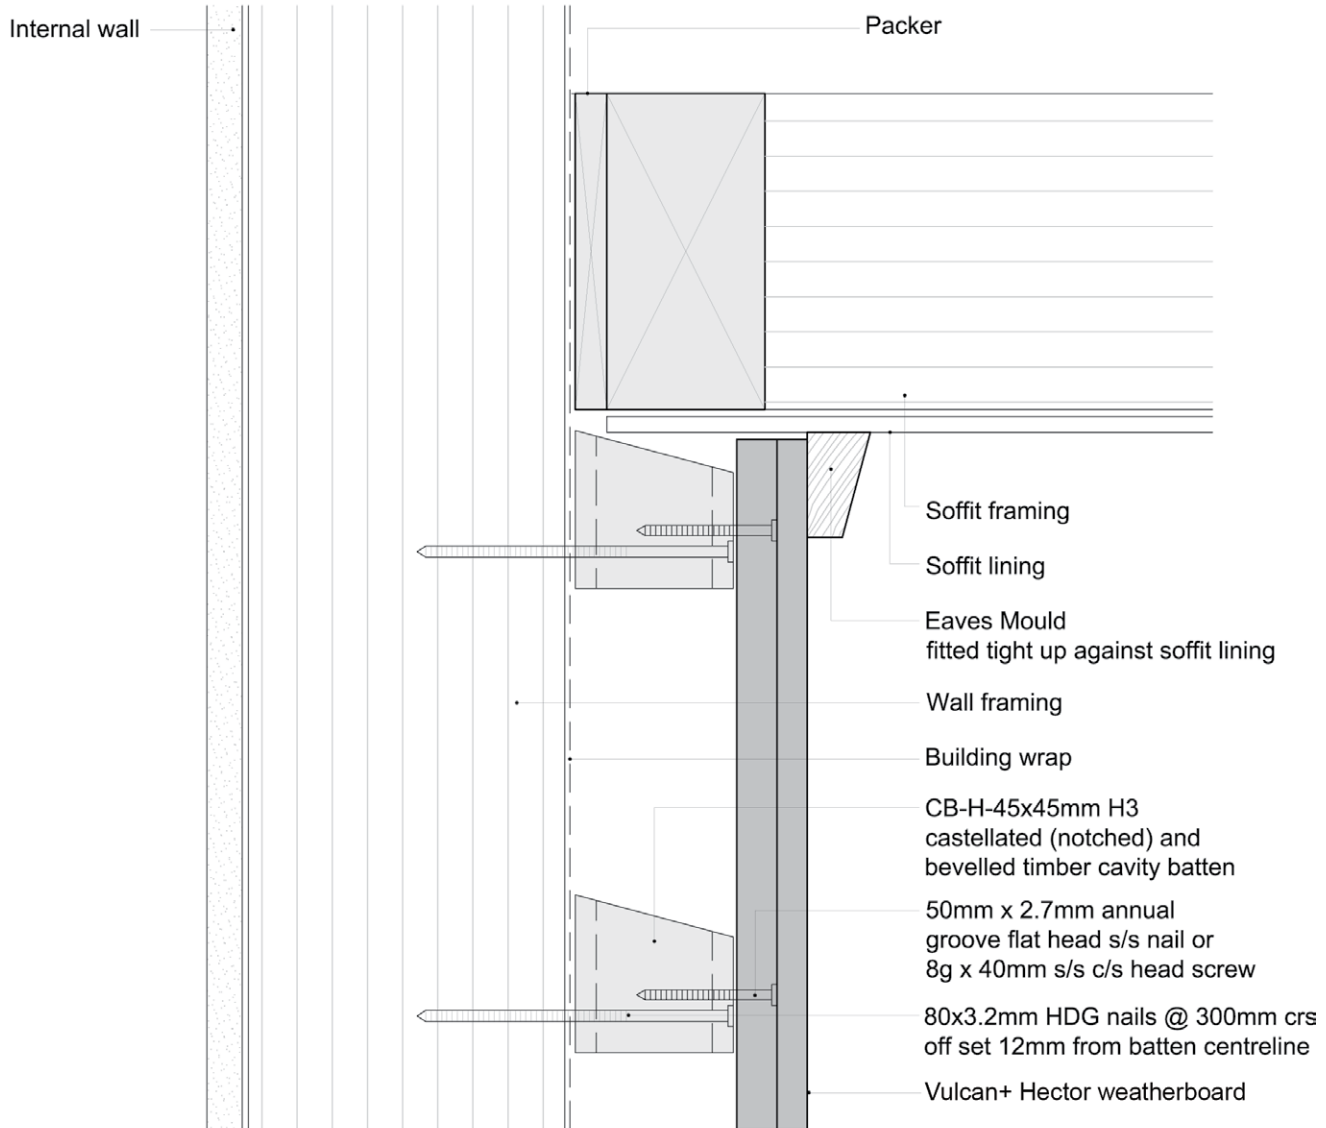 Internal wall
Packer
Soffit framing
Soffit lining
Eaves Mould
fitted tight up against soffit lining
Wall framing
Building wrap
CB-H-45x45mm H3
castellated (notched) and
bevelled timber cavity batten
50mm x 2.7mm annual
groove flat head s/s nail or
8g x 40mm s/s c/s head screw
80x3.2mm HDG nails @ 300mm crs
off set 12mm from batten centreline
Vulcan+ Hector weatherboard